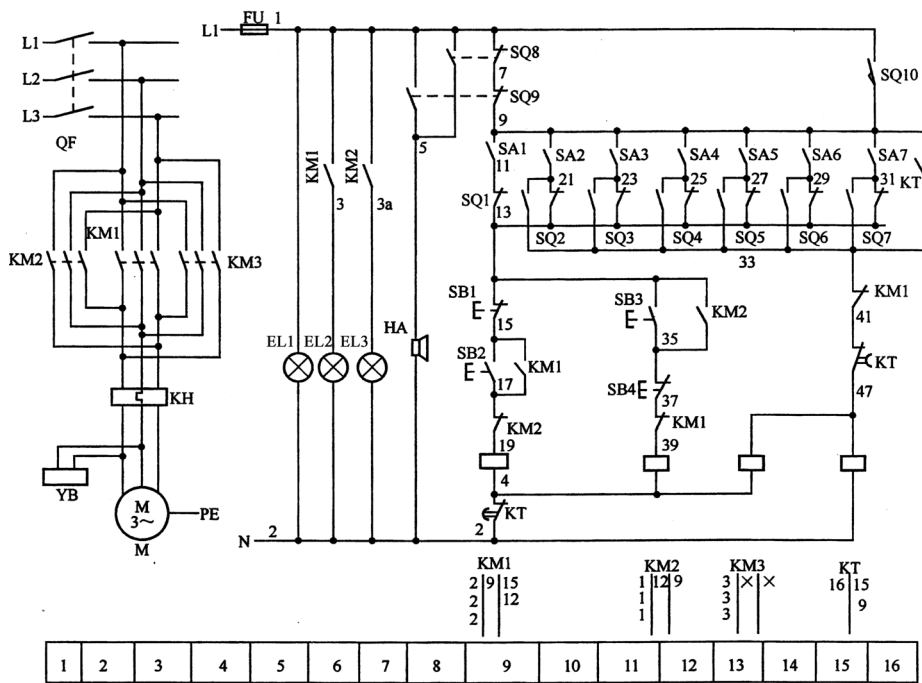 L1
L2
L3
QF
KM2
KM1
KM3
KH
YB
M
3~
M
PE
L1
FU
1
KM1
KM2
3
3a
5
EL1
EL2
EL3
HA
N
2
SQ8
7
SQ9
9
SQ10
SA1
11
SQ1
13
SA2
21
SQ2
SA3
23
SQ3
SA4
25
SQ4
SA5
27
SQ5
SA6
29
SQ6
SA7
31
SQ7
KT
33
SB1
15
SB2
17
KM1
KM2
19
4
KT
2
SB3
35
KM2
SB4
37
KM1
39
KM1
41
KT
47
KM1
2 9 15
2 12
2
KM2
1 12 9
1
1
KM3
3 × ×
3
3
KT
16 15
9
1 2 3 4 5 6 7 8 9 10 11 12 13 14 15 16